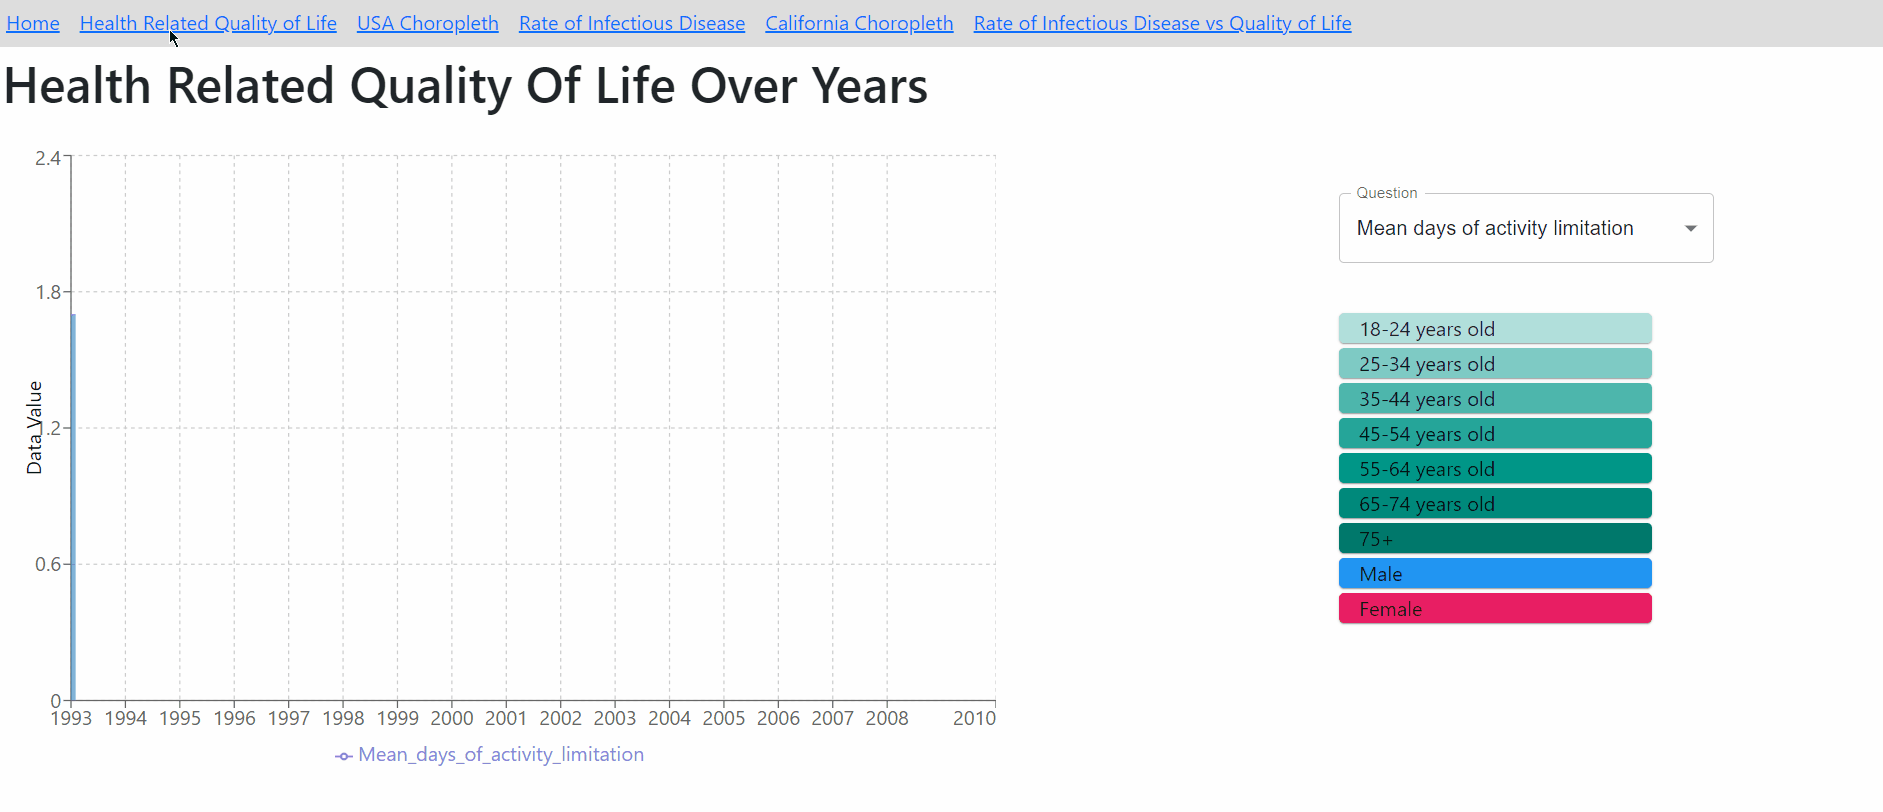 Home Health Related Quality of Life USA Choropleth Rate of Infectious Disease California Choropleth Rate of Infectious Disease vs Quality of Life
Health Related Quality Of Life Over Years
2.4
1.8
1.2
0.6
0
Data_Value
1993 1994 1995 1996 1997 1998 1999 2000 2001 2002 2003 2004 2005 2006 2007 2008 2010
Mean_days_of_activity_limitation
Question
Mean days of activity limitation
18-24 years old
25-34 years old
35-44 years old
45-54 years old
55-64 years old
65-74 years old
75+
Male
Female